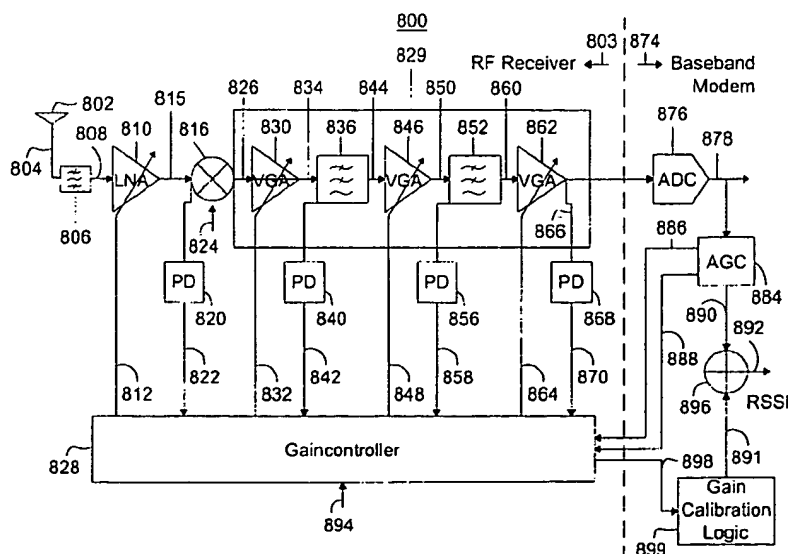 800
829
803
874
RF Receiver
Baseband
Modem
802
804
808
810
815
816
826
830
834
836
844
846
850
852
860
862
876
878
LNA
VGA
VGA
VGA
ADC
806
824
866
886
AGC
884
PD
820
PD
840
PD
856
PD
868
890
892
888
812
822
832
842
848
858
864
870
896
RSSI
828
Gaincontroller
898
891
894
Gain
Calibration
Logic
899